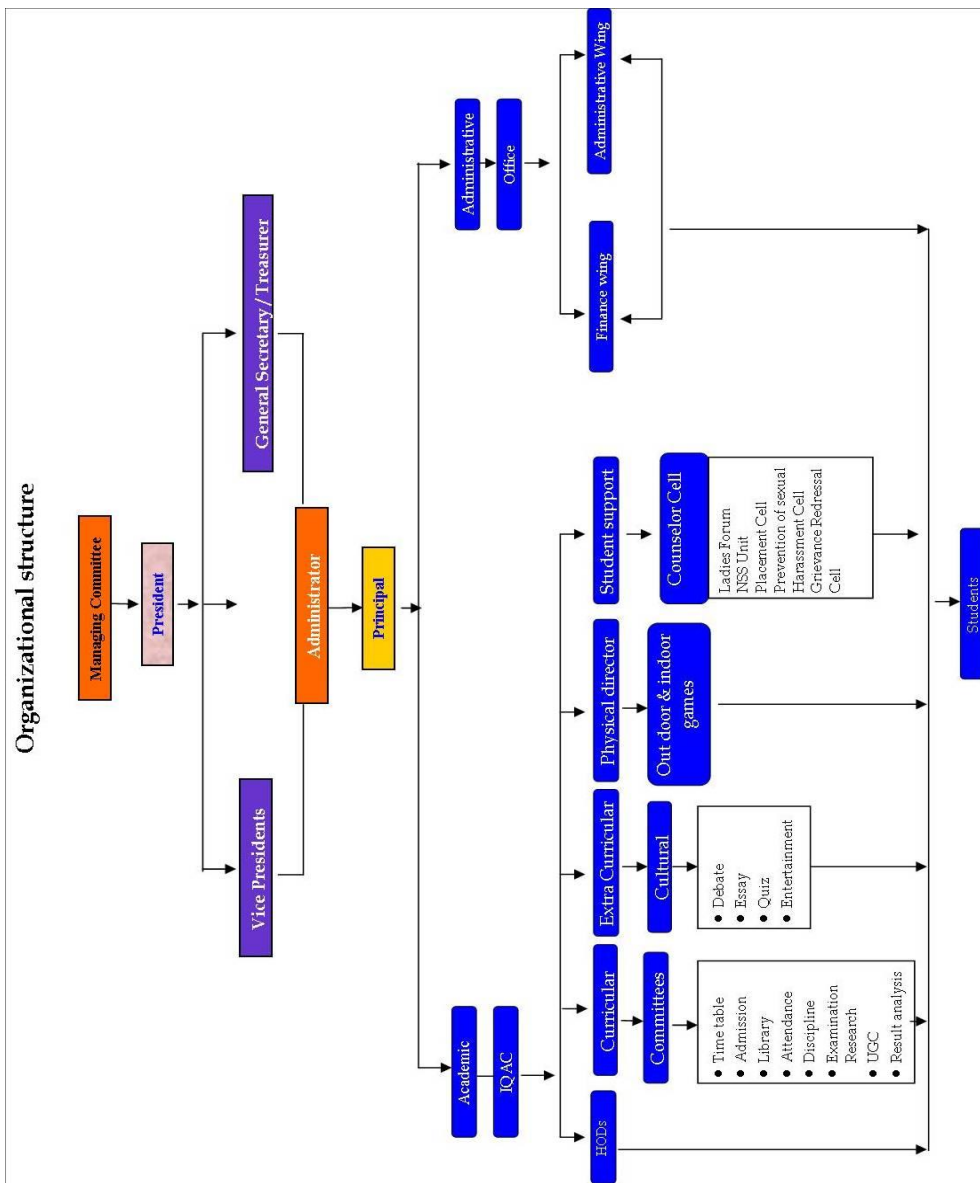 Organizational structure
Managing Committee
President
Vice Presidents
General Secretary/Treasurer
Administrator
Principal
Academic
IQAC
Administrative
Office
HODs
Curricular
Extra Curricular
Physical director
Student support
Finance wing
Administrative Wing
Committees
Cultural
Out door & indoor
games
Counselor Cell
● Time table
● Admission
● Library
● Attendance
● Discipline
● Examination
Research
● UGC
● Result analysis
● Debate
● Essay
● Quiz
● Entertainment
Ladies Forum
NSS Unit
Placement Cell
Prevention of sexual
Harassment Cell
Grievance Redressal
Cell
Students